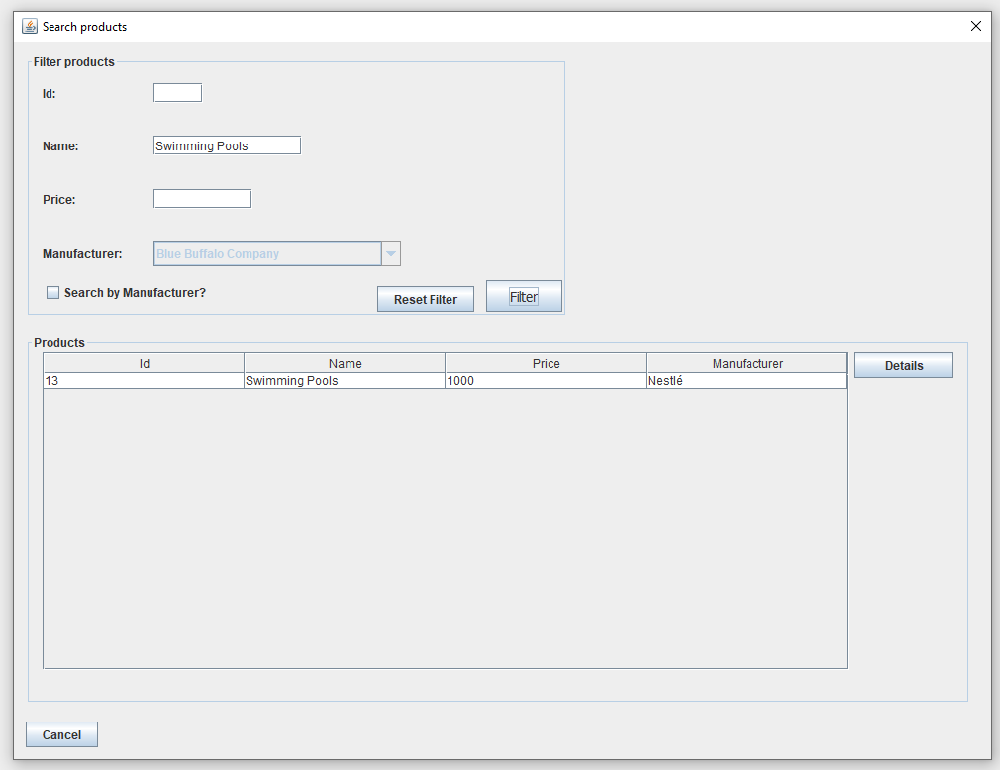 Search products
Filter products
Id:
Name: Swimming Pools
Price:
Manufacturer: Blue Buffalo Company
Search by Manufacturer? Reset Filter Filter
Products
Id Name Price Manufacturer Details
13 Swimming Pools 1000 Nestlé
Cancel